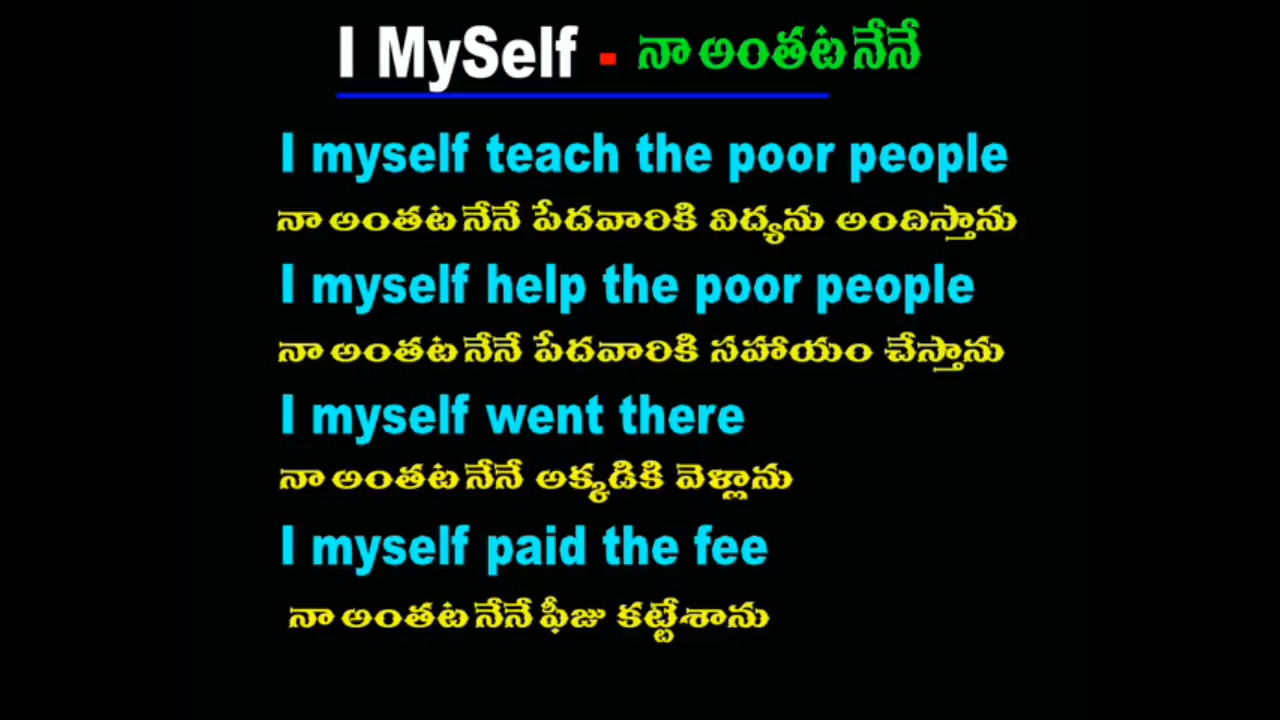 I MySelf - నా అంతట నేనే
I myself teach the poor people
నా అంతట నేనే పేదవారికి విద్యను అందిస్తాను
I myself help the poor people
నా అంతట నేనే పేదవారికి సహాయం చేస్తాను
I myself went there
నా అంతట నేనే అక్కడికి వెళ్లాను
I myself paid the fee
నా అంతట నేనే ఫీజు కట్టేశాను